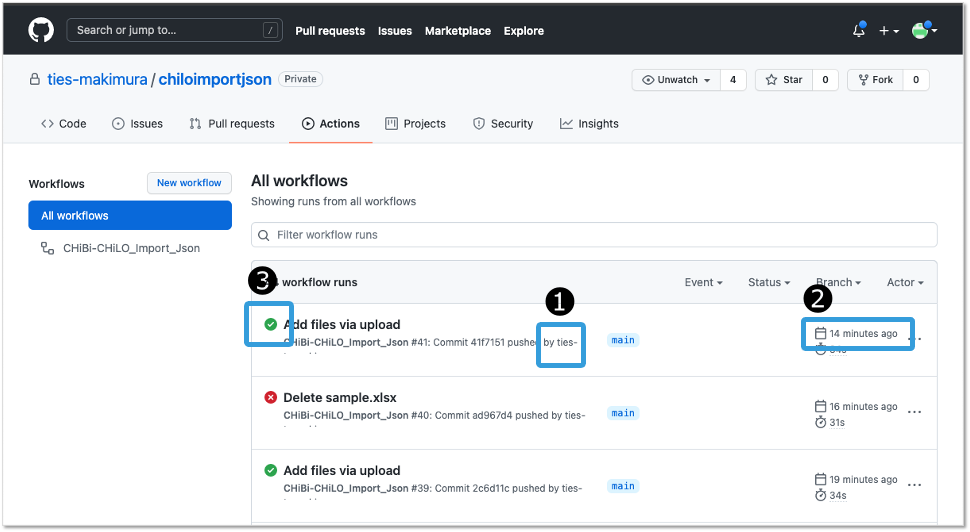 Search or jump to... /
Pull requests Issues Marketplace Explore
ties-makimura / chiloimportjson Private
Unwatch 4 Star 0 Fork 0
Code Issues Pull requests Actions Projects Security Insights
Workflows New workflow
All workflows
CHiBi-CHiLO_Import_Json
All workflows
Showing runs from all workflows
Filter workflow runs
3 workflow runs Event Status Branch Actor
1 2
Add files via upload
CHiBi-CHiLO_Import_Json #41: Commit 41f7151 pushed by ties-
main
14 minutes ago
Delete sample.xlsx
CHiBi-CHiLO_Import_Json #40: Commit ad967d4 pushed by ties-
main
16 minutes ago
31s
Add files via upload
CHiBi-CHiLO_Import_Json #39: Commit 2c6d11c pushed by ties-
main
19 minutes ago
34s